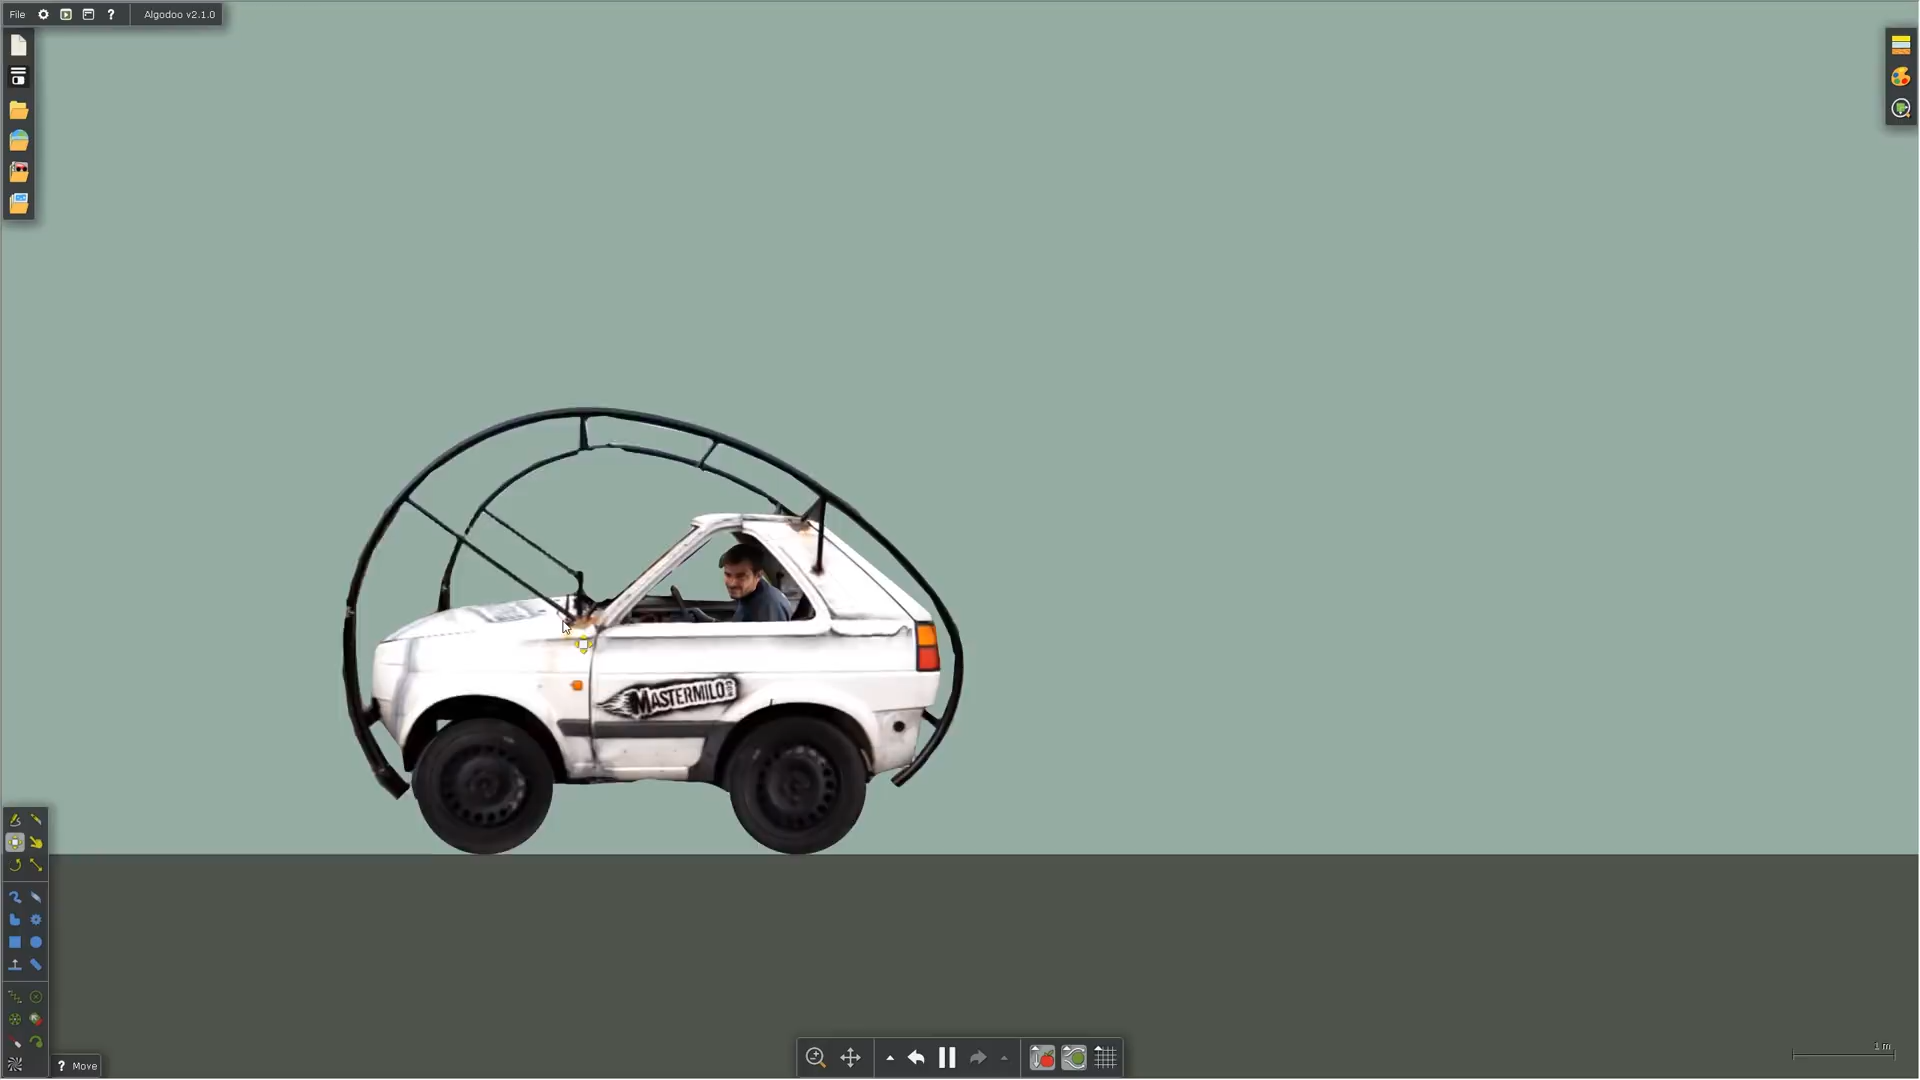 File
?
Algodoo v2.1.0
MASTERMILO
? Move
1 m